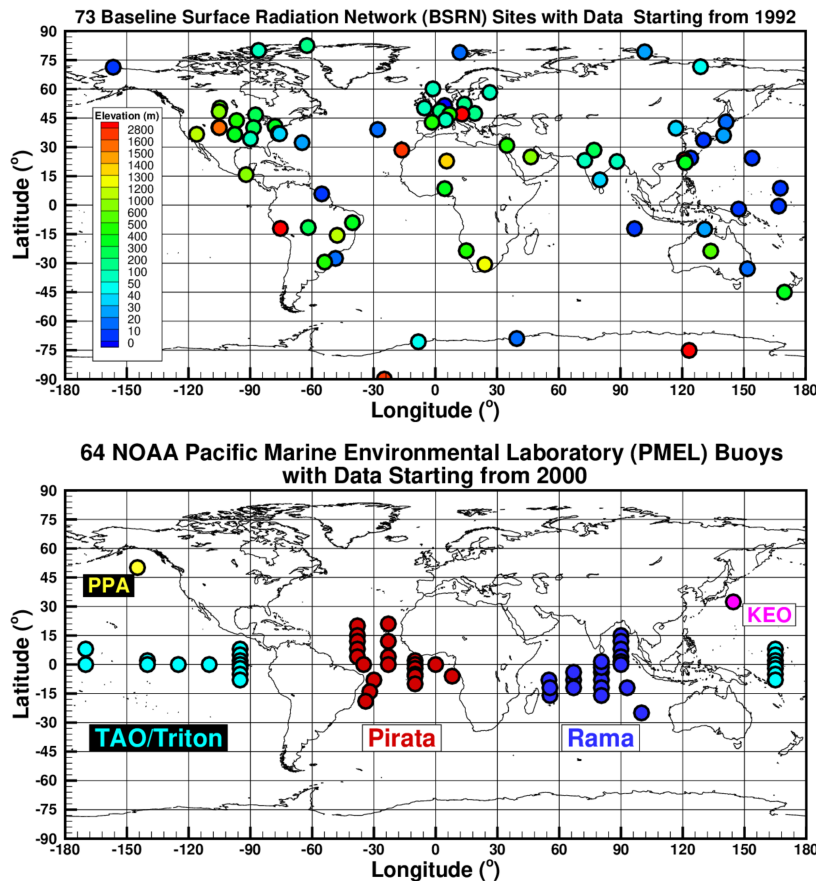 73 Baseline Surface Radiation Network (BSRN) Sites with Data Starting from 1992
90
75
60
45
30
15
0
-15
-30
-45
-60
-75
-90
Latitude (°)
Elevation (m)
2800
1600
1500
1400
1300
1200
600
500
400
300
200
100
50
40
30
20
10
0
-180 -150 -120 -90 -60 -30 0 30 60 90 120 150 180
Longitude (°)
64 NOAA Pacific Marine Environmental Laboratory (PMEL) Buoys
with Data Starting from 2000
90
75
60
45
30
15
0
-15
-30
-45
-60
-75
-90
Latitude (°)
PPA
KEO
TAO/Triton
Pirata
Rama
-180 -150 -120 -90 -60 -30 0 30 60 90 120 150 180
Longitude (°)